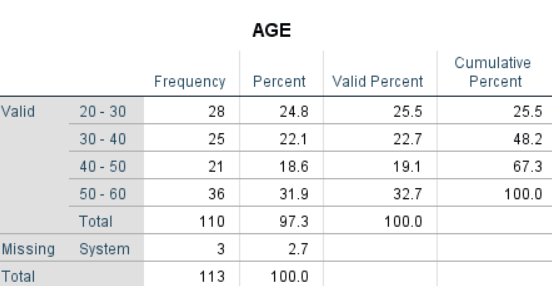 AGE
Frequency Percent Valid Percent Cumulative Percent
Valid 20 - 30 28 24.8 25.5 25.5
30 - 40 25 22.1 22.7 48.2
40 - 50 21 18.6 19.1 67.3
50 - 60 36 31.9 32.7 100.0
Total 110 97.3 100.0
Missing System 3 2.7
Total 113 100.0